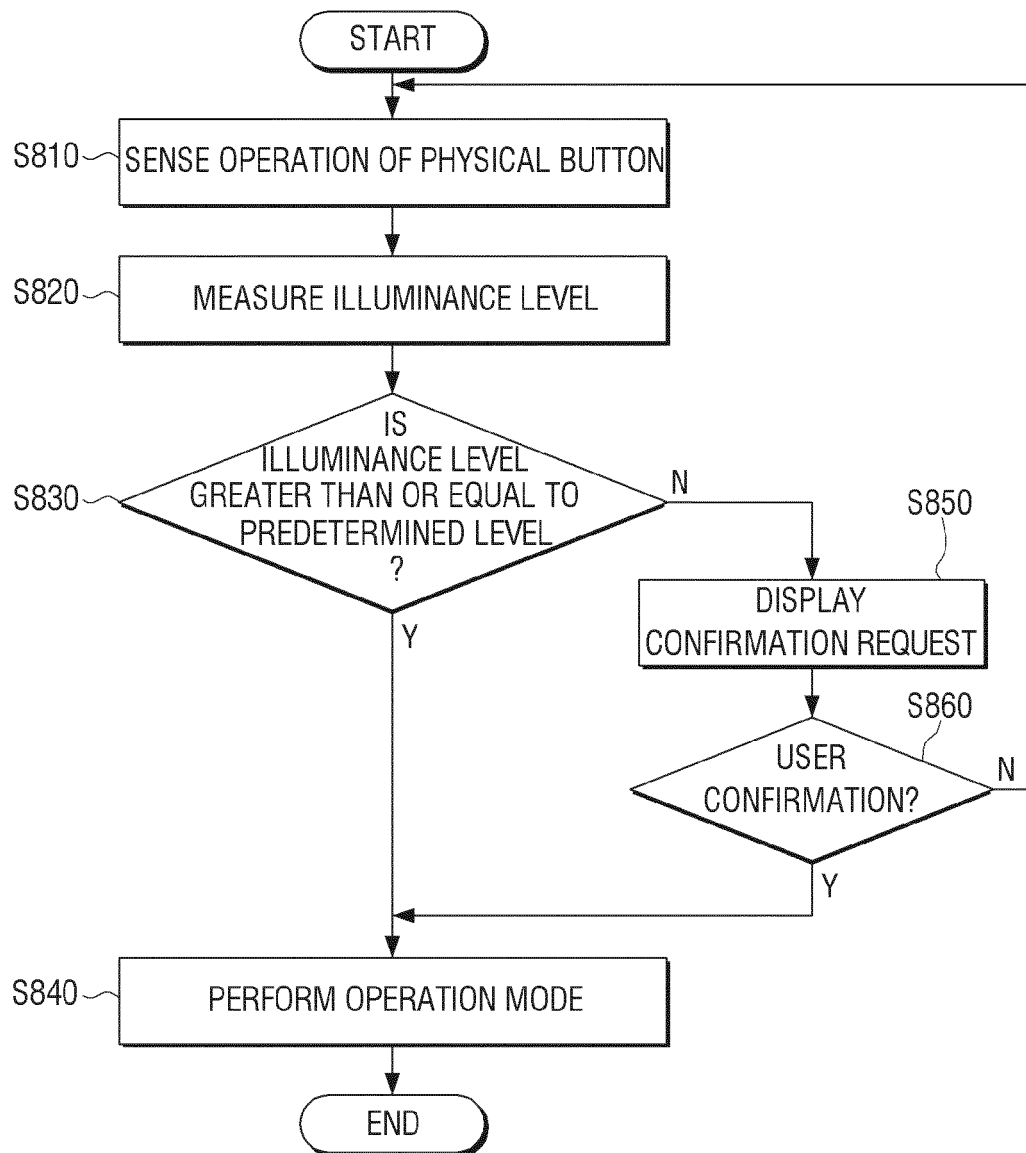 START
S810
SENSE OPERATION OF PHYSICAL BUTTON
S820
MEASURE ILLUMINANCE LEVEL
S830
IS
ILLUMINANCE LEVEL
GREATER THAN OR EQUAL TO
PREDETERMINED LEVEL
?
N
Y
S850
DISPLAY
CONFIRMATION REQUEST
S860
USER
CONFIRMATION?
N
Y
S840
PERFORM OPERATION MODE
END